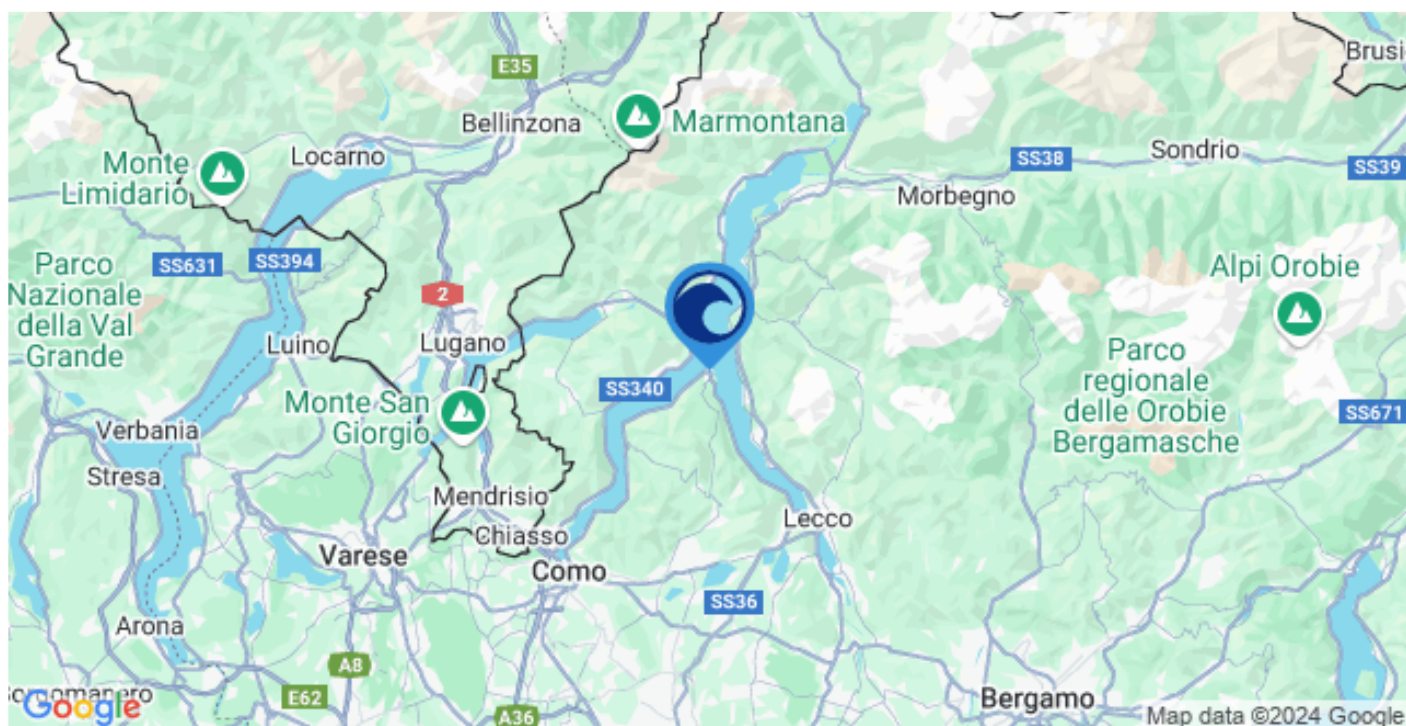 E35
Brusi
Bellinzona
Marmontana
Locarno
Sondrio
SS38
SS39
Monte
Limidario
Morbegno
SS631
SS394
Parco
Nazionale
della Val
Grande
Alpi Orobie
2
Luino
Lugano
Parco
regionale
delle Orobie
Bergamasche
SS340
Monte San
Giorgio
SS671
Verbania
Stresa
Mendrisio
Lecco
Chiasso
Varese
Como
SS36
Arona
A8
E62
Bergamo
A36
Google
Map data ©2024 Google